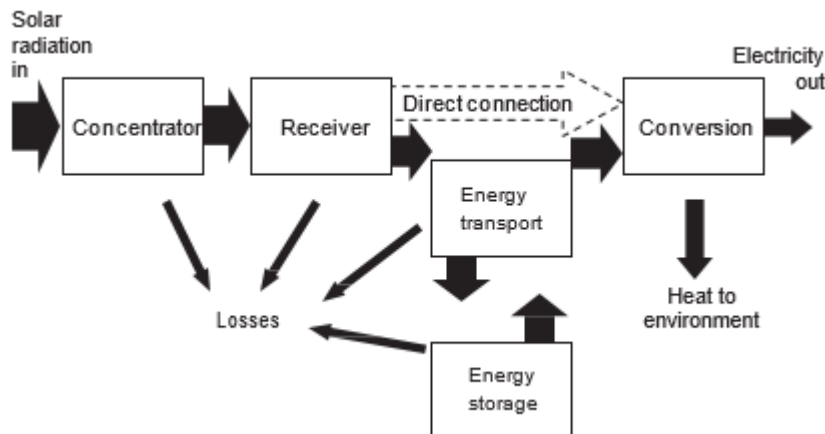 Solar
radiation
in
Electricity
out
Direct connection
Concentrator
Receiver
Conversion
Energy
transport
Losses
Heat to
environment
Energy
storage